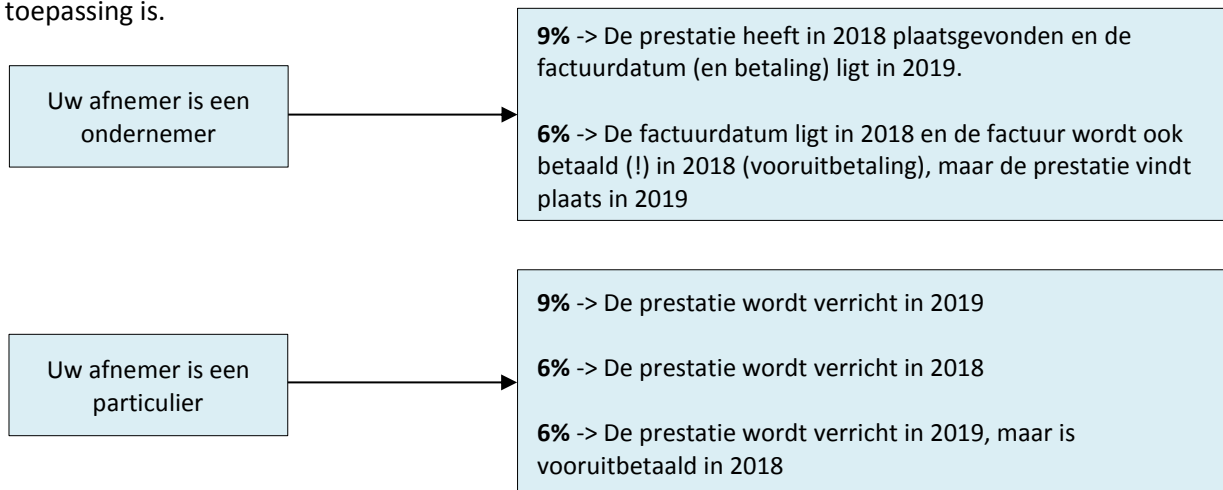 toepassing is.
Uw afnemer is een
ondernemer
9% -> De prestatie heeft in 2018 plaatsgevonden en de
factuurdatum (en betaling) ligt in 2019.
6% -> De factuurdatum ligt in 2018 en de factuur wordt ook
betaald (!) in 2018 (vooruitbetaling), maar de prestatie vindt
plaats in 2019
Uw afnemer is een
particulier
9% -> De prestatie wordt verricht in 2019
6% -> De prestatie wordt verricht in 2018
6% -> De prestatie wordt verricht in 2019, maar is
vooruitbetaald in 2018